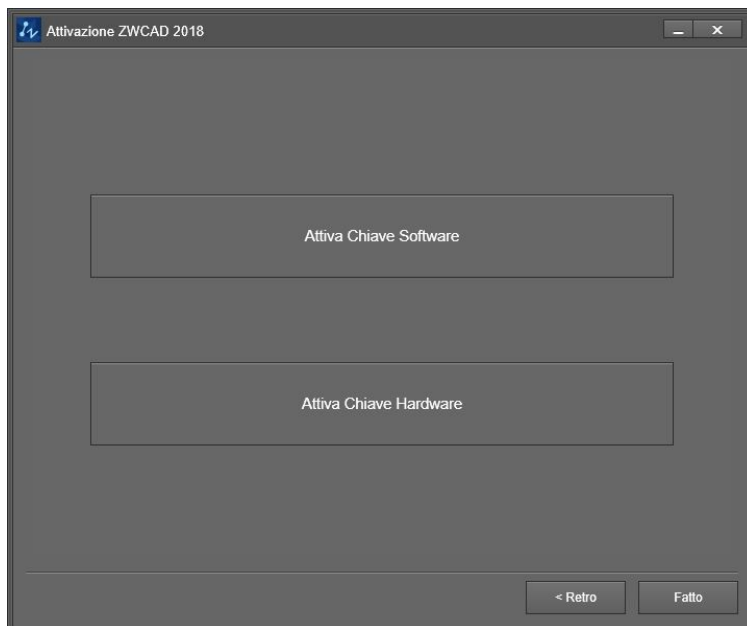 Attivazione ZWCAD 2018
Attiva Chiave Software
Attiva Chiave Hardware
< Retro
Fatto